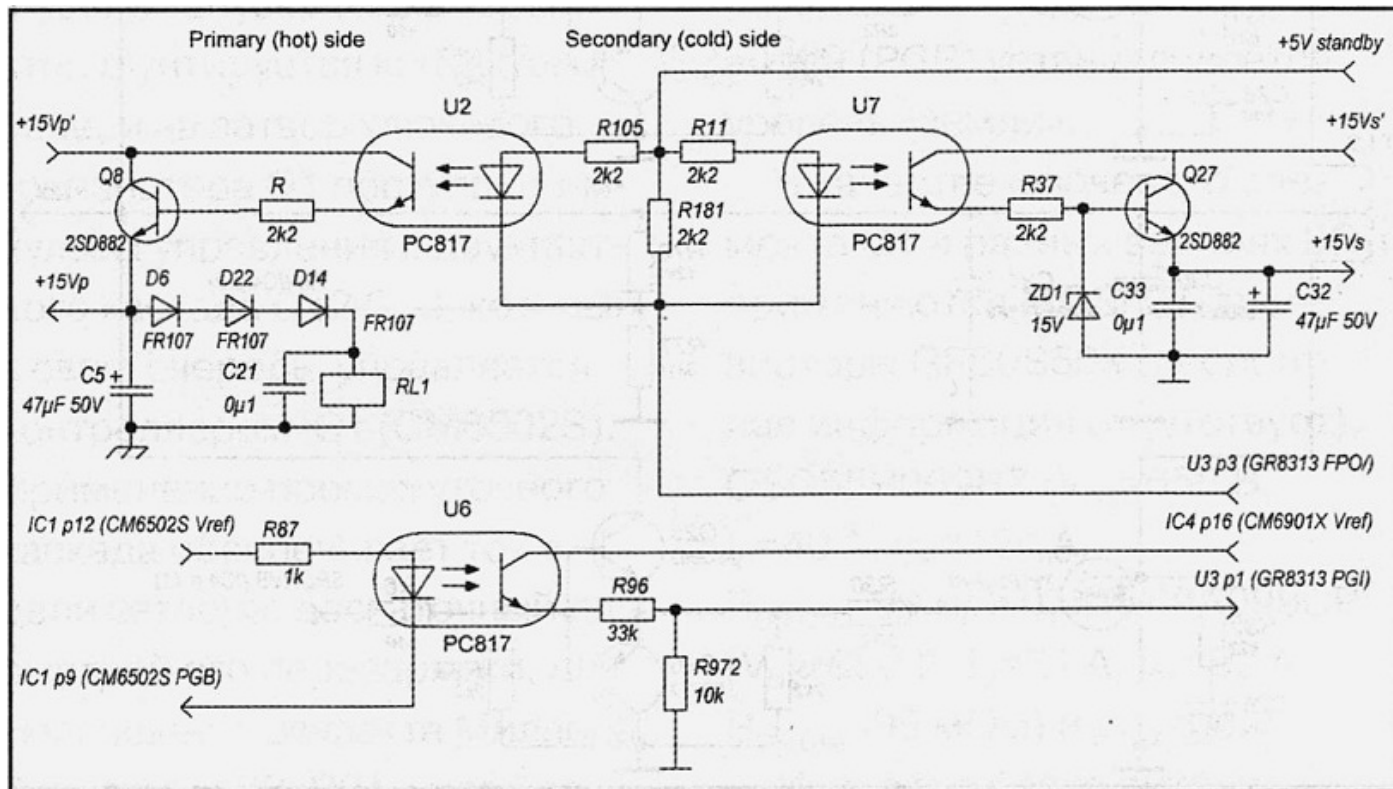 Primary (hot) side
Secondary (cold) side
+5V standby
U2
U7
+15Vp'
R105
R11
+15Vs'
Q8
2k2
2k2
R37
Q27
R
R181
2k2
2k2
PC817
PC817
2k2
2SD882
2SD882
+15Vs
+15Vp
D6
D22
D14
ZD1
C33
C32
FR107
FR107
FR107
15V
0µ1
47µF 50V
C5
C21
RL1
47µF 50V
0µ1
U3 p3 (GR8313 FPO/)
U6
IC1 p12 (CM6502S Vref)
R87
IC4 p16 (CM6901X Vref)
1k
R96
U3 p1 (GR8313 PGI)
33k
PC817
R972
10k
IC1 p9 (CM6502S PGB)